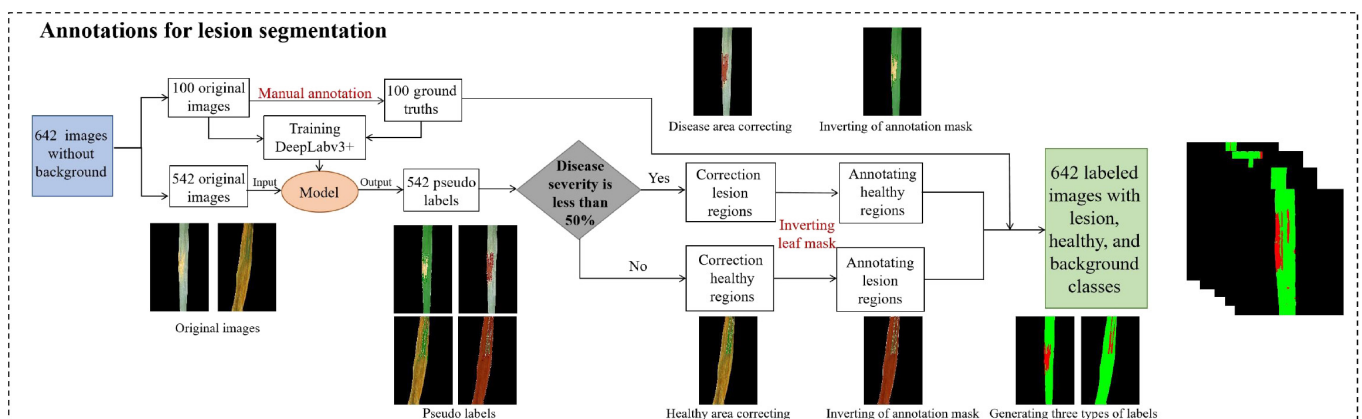 Annotations for lesion segmentation
642 images
without
background
100 original
images
Manual annotation
100 ground
truths
Training
DeepLabv3+
542 original
images
Input
Model
Output
542 pseudo
labels
Disease
severity is
less than
50%
Yes
No
Correction
lesion
regions
Annotating
healthy
regions
Inverting
leaf mask
Correction
healthy
regions
Annotating
lesion
regions
Disease area correcting
Inverting of annotation mask
642 labeled
images with
lesion,
healthy, and
background
classes
Original images
Pseudo labels
Healthy area correcting
Inverting of annotation mask
Generating three types of labels